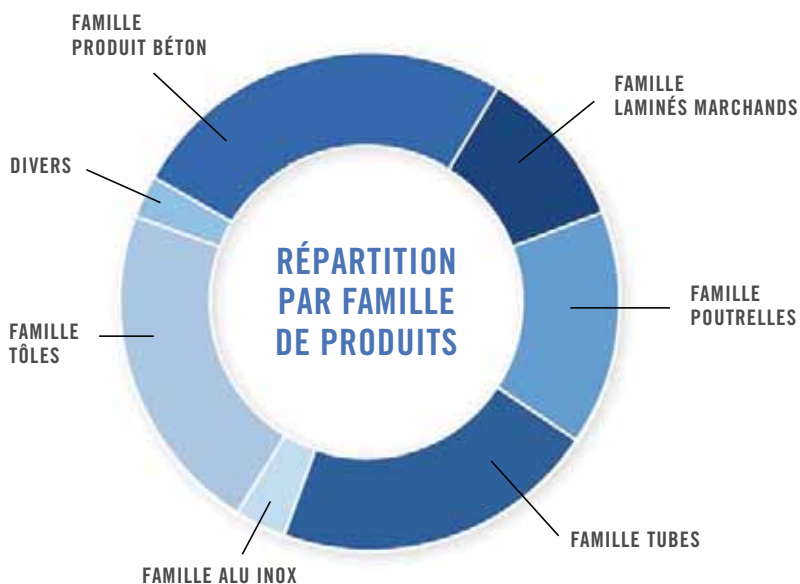 FAMILLE
PRODUIT BÉTON
FAMILLE
LAMINÉS MARCHANDS
DIVERS
RÉPARTITION
PAR FAMILLE
DE PRODUITS
FAMILLE
POUTRELLES
FAMILLE
TÔLES
FAMILLE TUBES
FAMILLE ALU INOX